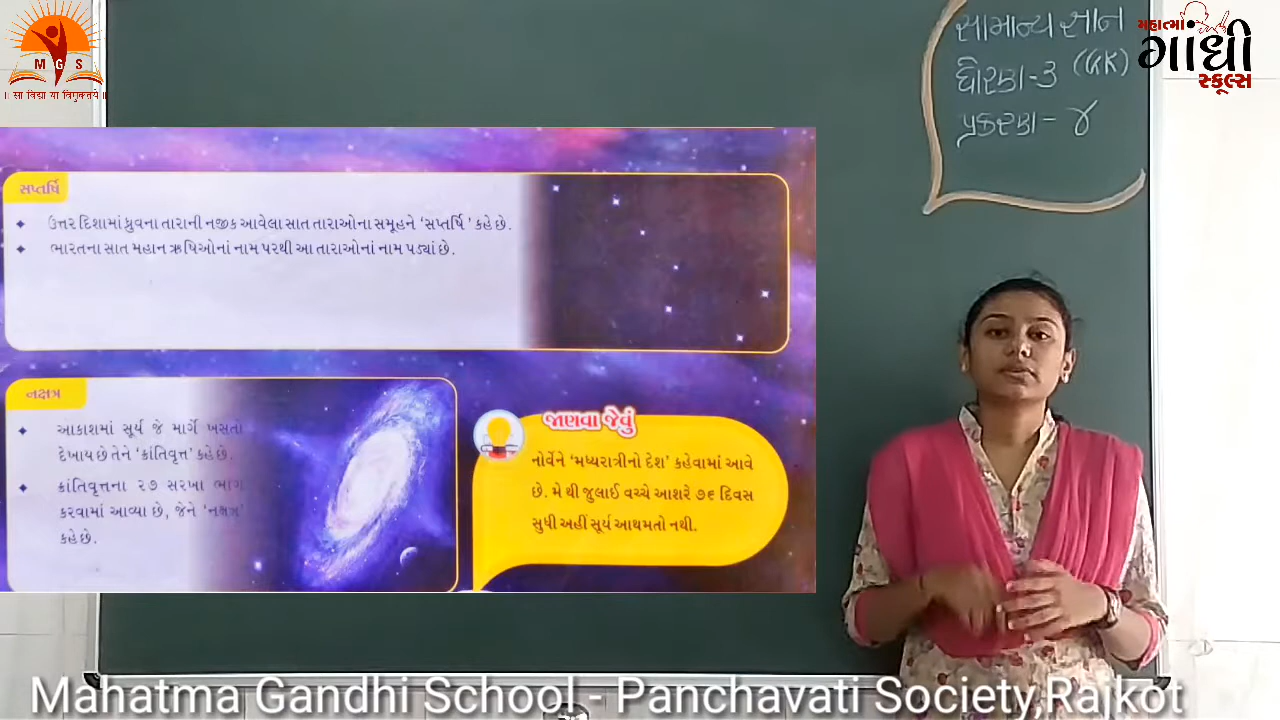 MGS
॥ सा विद्या या विमुक्तये ॥
સામાન્ય જ્ઞાન
(GK)
ધોરણ-૩
પ્રકરણ - ૪
મહાત્મા
ગાંધી
સ્કૂલ્સ
સપ્તર્ષિ
ઉત્તર દિશામાં ધ્રુવના તારાની નજીક આવેલા સાત તારાઓના સમૂહને ‘સપ્તર્ષિ ’ કહે છે.
ભારતના સાત મહાન ઋષિઓનાં નામ પરથી આ તારાઓનાં નામ પડ્યાં છે.
નક્ષત્ર
આકાશમાં સૂર્ય જે માર્ગે ખસતો
દેખાય છે તેને ‘ક્રાંતિવૃત્ત’ કહે છે.
ક્રાંતિવૃત્તના ૨૭ સરખા ભાગ
કરવામાં આવ્યા છે, જેને ‘નક્ષત્ર’
કહે છે.
જાણવા જેવું
નોર્વેને ‘મધ્યરાત્રીનો દેશ’ કહેવામાં આવે
છે. મે થી જુલાઈ વચ્ચે આશરે ૭૬ દિવસ
સુધી અહીં સૂર્ય આથમતો નથી.
Mahatma Gandhi School - Panchavati Society,Rajkot